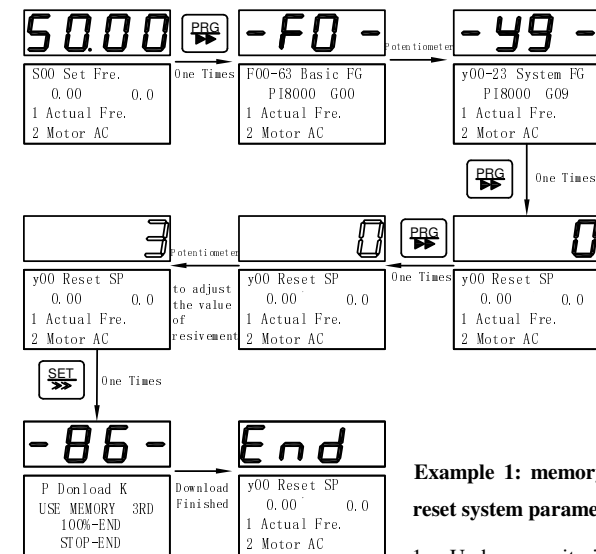 50.00
PRG
-F0-
Potentiometer
-y9-
S00 Set Fre.
0.00 0.0
1 Actual Fre.
2 Motor AC
One Times
F00-63 Basic FG
PI8000 G00
1 Actual Fre.
2 Motor AC
y00-23 System FG
PI8000 G09
1 Actual Fre.
2 Motor AC
PRG
One Times
3
Potentiometer
0
PRG
0
y00 Reset SP
0.00 0.0
1 Actual Fre.
2 Motor AC
to adjust
the value
of
resivement
y00 Reset SP
0.00 0.0
1 Actual Fre.
2 Motor AC
One Times
y00 Reset SP
0.00 0.0
1 Actual Fre.
2 Motor AC
SET
One Times
-86-
End
P Donload K
USE MEMORY 3RD
100%-END
STOP-END
Download
Finished
y00 Reset SP
0.00 0.0
1 Actual Fre.
2 Motor AC
Example 1: memory
reset system parame